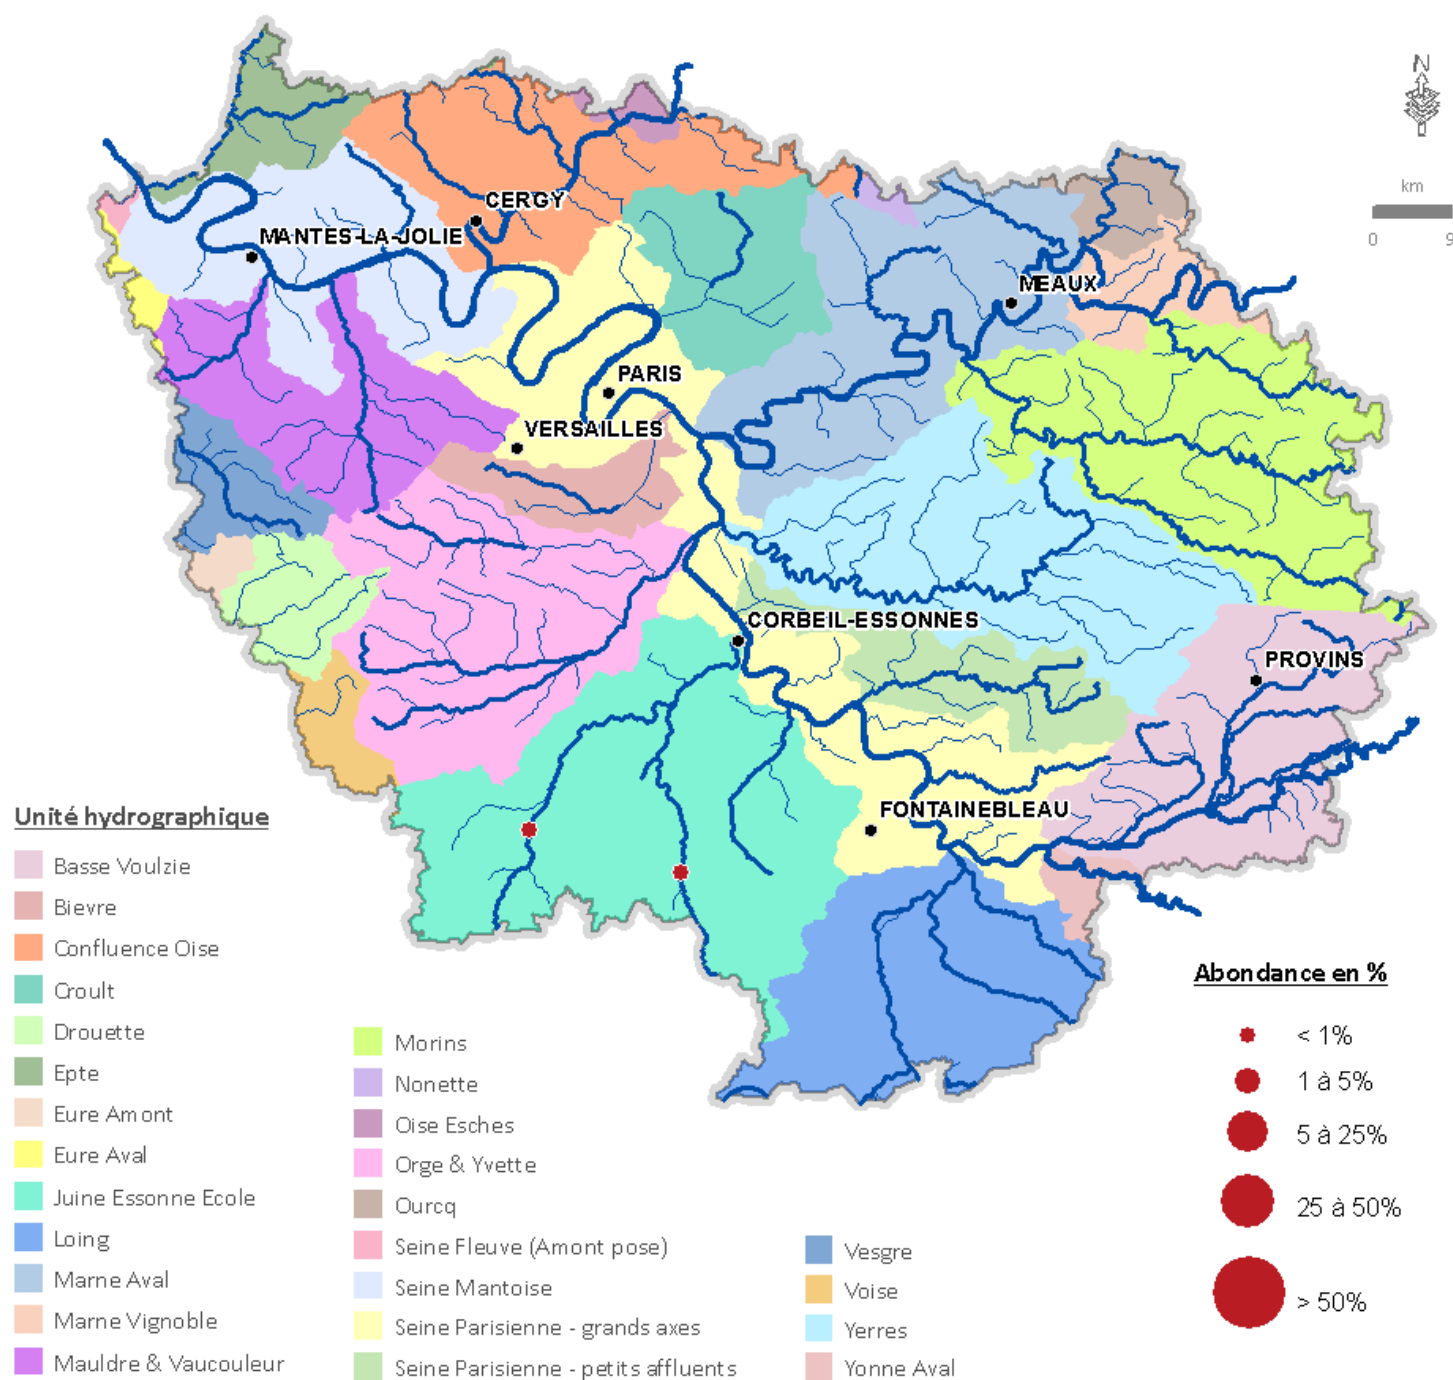 N
km
0 9
CERGY
MANTES-LA-JOLIE
MEAUX
PARIS
VERSAILLES
CORBEIL-ESSONNES
PROVINS
FONTAINEBLEAU
Unité hydrographique
Basse Voulzie
Bievre
Confluence Oise
Croult
Drouette
Epte
Eure Amont
Eure Aval
Juine Essonne Ecole
Loing
Marne Aval
Marne Vignoble
Mauldre & Vaucouleur
Morins
Nonette
Oise Esches
Orge & Yvette
Ourcq
Seine Fleuve (Amont pose)
Seine Mantoise
Seine Parisienne - grands axes
Seine Parisienne - petits affluents
Vesgre
Voise
Yerres
Yonne Aval
Abondance en %
< 1%
1 à 5%
5 à 25%
25 à 50%
> 50%